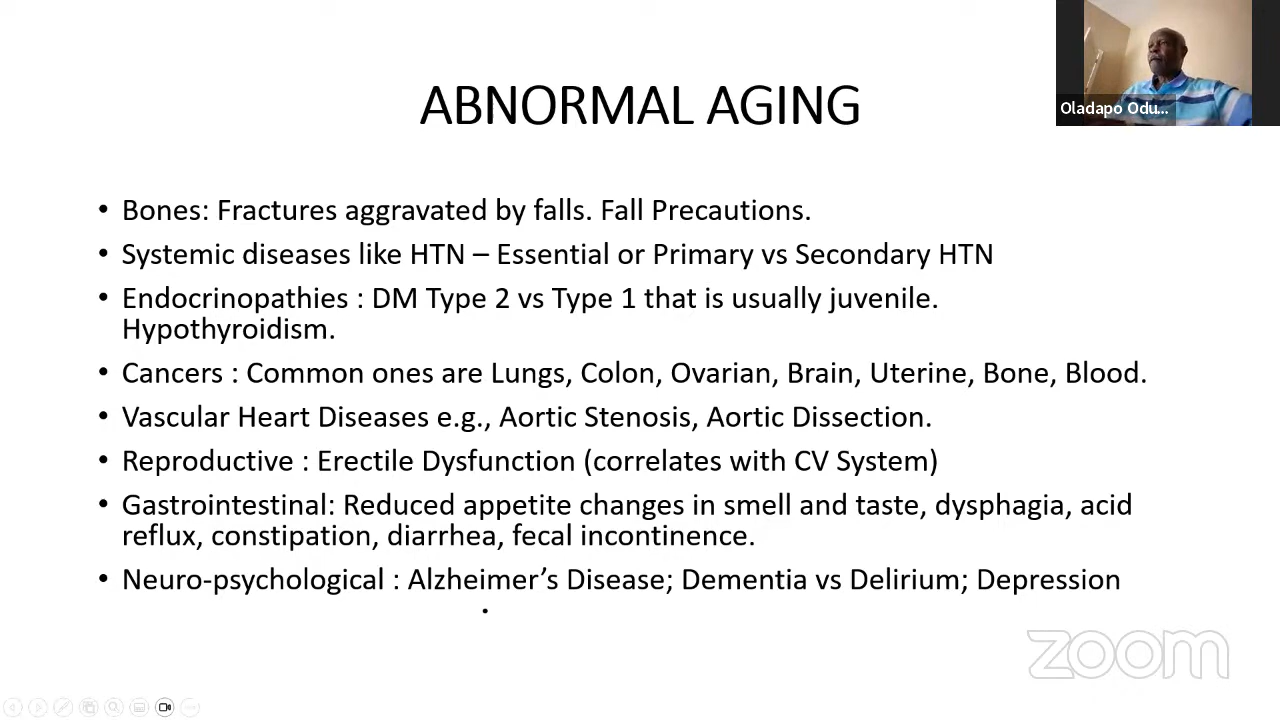 ABNORMAL AGING
Oladapo Odu...
• Bones: Fractures aggravated by falls. Fall Precautions.
• Systemic diseases like HTN – Essential or Primary vs Secondary HTN
• Endocrinopathies : DM Type 2 vs Type 1 that is usually juvenile.
Hypothyroidism.
• Cancers : Common ones are Lungs, Colon, Ovarian, Brain, Uterine, Bone, Blood.
• Vascular Heart Diseases e.g., Aortic Stenosis, Aortic Dissection.
• Reproductive : Erectile Dysfunction (correlates with CV System)
• Gastrointestinal: Reduced appetite changes in smell and taste, dysphagia, acid
reflux, constipation, diarrhea, fecal incontinence.
• Neuro-psychological : Alzheimer’s Disease; Dementia vs Delirium; Depression
.
zoom